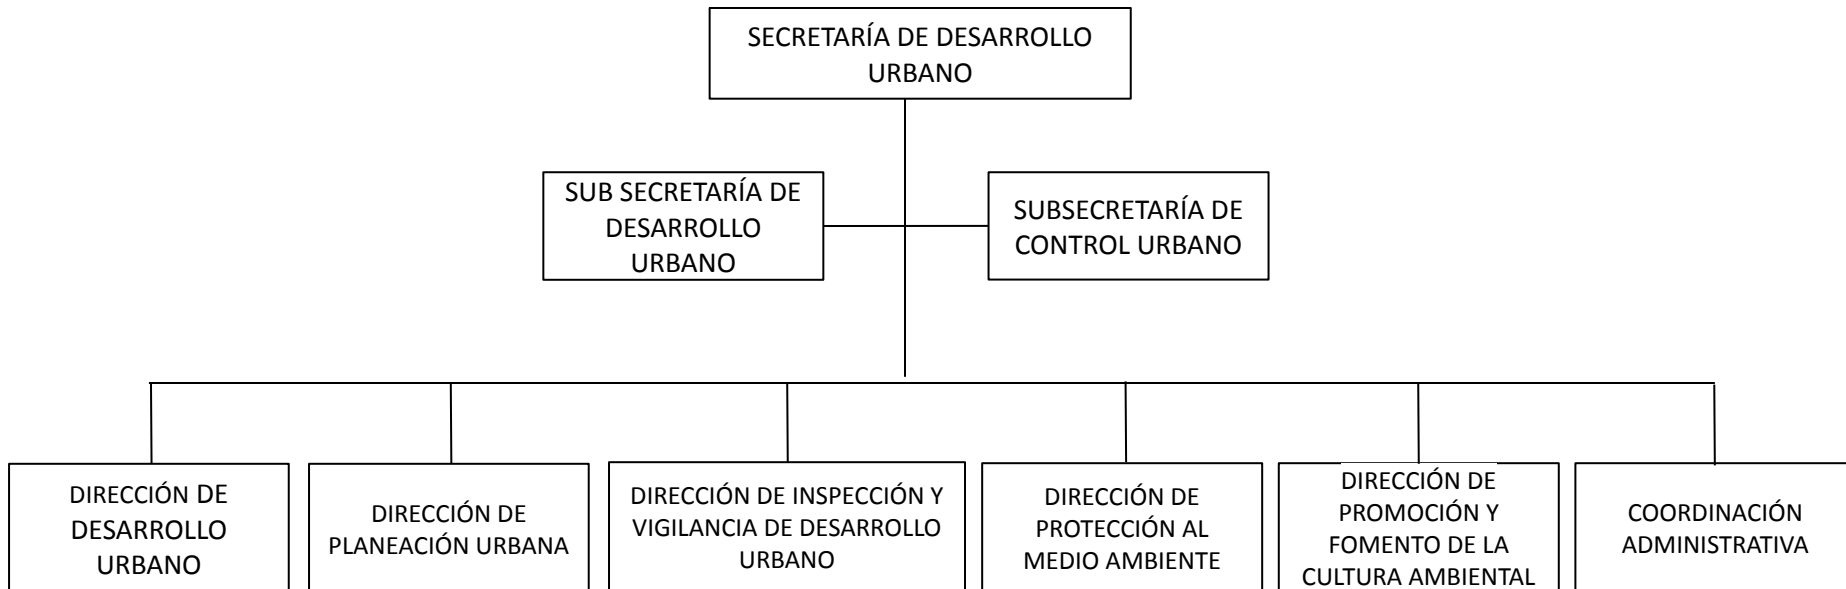 SECRETARÍA DE DESARROLLO
URBANO
SUB SECRETARÍA DE
DESARROLLO
URBANO
SUBSECRETARÍA DE
CONTROL URBANO
DIRECCIÓN DE
DESARROLLO
URBANO
DIRECCIÓN DE
PLANEACIÓN URBANA
DIRECCIÓN DE INSPECCIÓN Y
VIGILANCIA DE DESARROLLO
URBANO
DIRECCIÓN DE
PROTECCIÓN AL
MEDIO AMBIENTE
DIRECCIÓN DE
PROMOCIÓN Y
FOMENTO DE LA
CULTURA AMBIENTAL
COORDINACIÓN
ADMINISTRATIVA